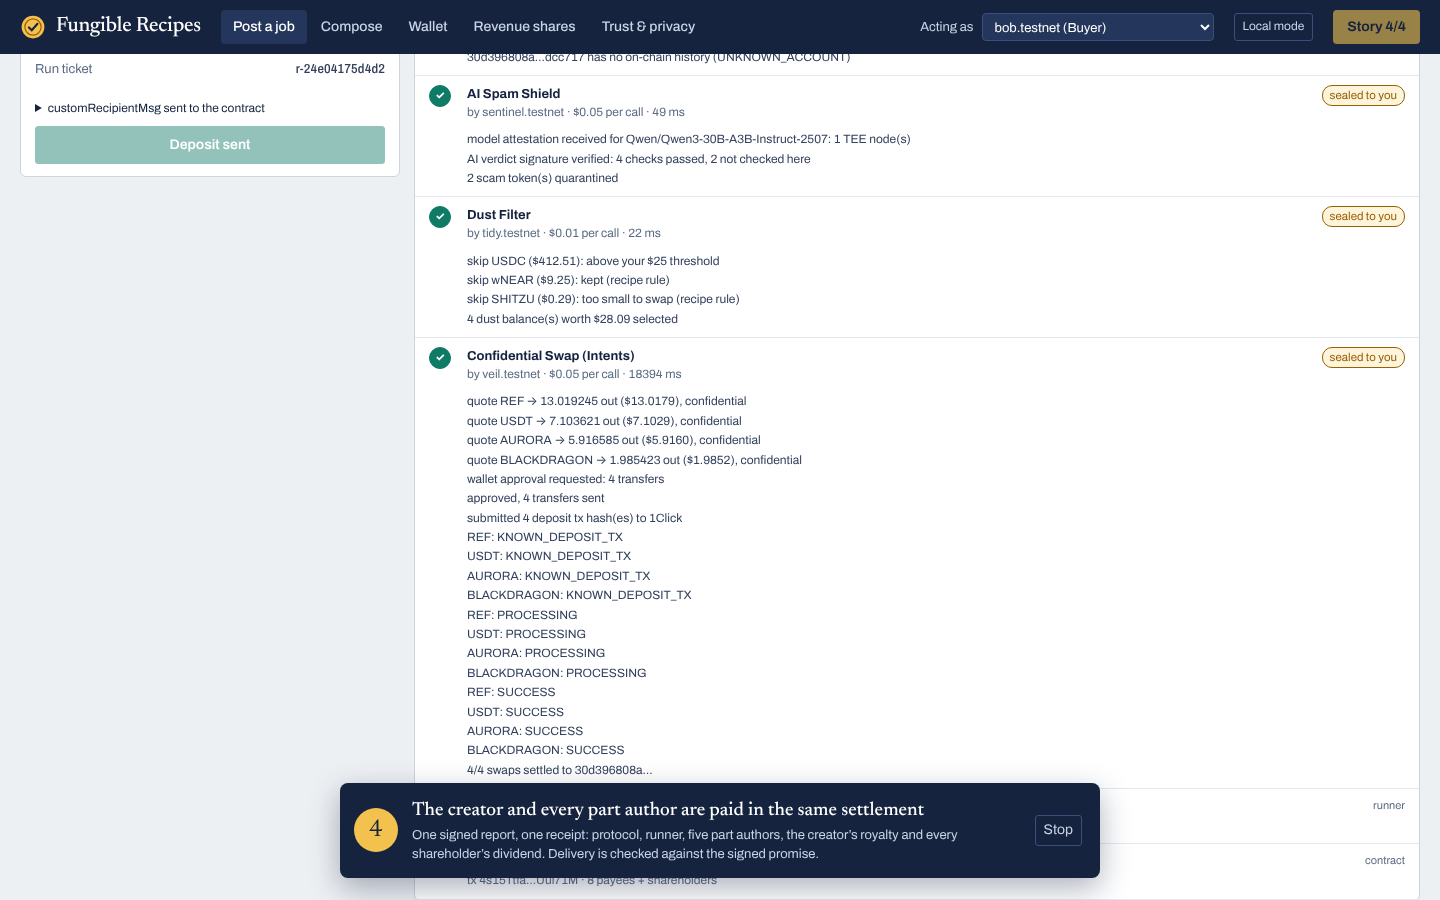 Fungible Recipes
Post a job
Compose
Wallet
Revenue shares
Trust & privacy
Acting as
bob.testnet (Buyer)
Local mode
Story 4/4
Run ticket
r-24e04175d4d2
customRecipientMsg sent to the contract
Deposit sent
30d396808a...dcc717 has no on-chain history (UNKNOWN_ACCOUNT)
AI Spam Shield
sealed to you
by sentinel.testnet · $0.05 per call · 49 ms
model attestation received for Qwen/Qwen3-30B-A3B-Instruct-2507: 1 TEE node(s)
AI verdict signature verified: 4 checks passed, 2 not checked here
2 scam token(s) quarantined
Dust Filter
sealed to you
by tidy.testnet · $0.01 per call · 22 ms
skip USDC ($412.51): above your $25 threshold
skip wNEAR ($9.25): kept (recipe rule)
skip SHITZU ($0.29): too small to swap (recipe rule)
4 dust balance(s) worth $28.09 selected
Confidential Swap (Intents)
sealed to you
by veil.testnet · $0.05 per call · 18394 ms
quote REF → 13.019245 out ($13.0179), confidential
quote USDT → 7.103621 out ($7.1029), confidential
quote AURORA → 5.916585 out ($5.9160), confidential
quote BLACKDRAGON → 1.985423 out ($1.9852), confidential
wallet approval requested: 4 transfers
approved, 4 transfers sent
submitted 4 deposit tx hash(es) to 1Click
REF: KNOWN_DEPOSIT_TX
USDT: KNOWN_DEPOSIT_TX
AURORA: KNOWN_DEPOSIT_TX
BLACKDRAGON: KNOWN_DEPOSIT_TX
REF: PROCESSING
USDT: PROCESSING
AURORA: PROCESSING
BLACKDRAGON: PROCESSING
REF: SUCCESS
USDT: SUCCESS
AURORA: SUCCESS
BLACKDRAGON: SUCCESS
4/4 swaps settled to 30d396808a...
runner
contract
4
The creator and every part author are paid in the same settlement
One signed report, one receipt: protocol, runner, five part authors, the creator's royalty and every
shareholder's dividend. Delivery is checked against the signed promise.
Stop
8 payees + shareholders